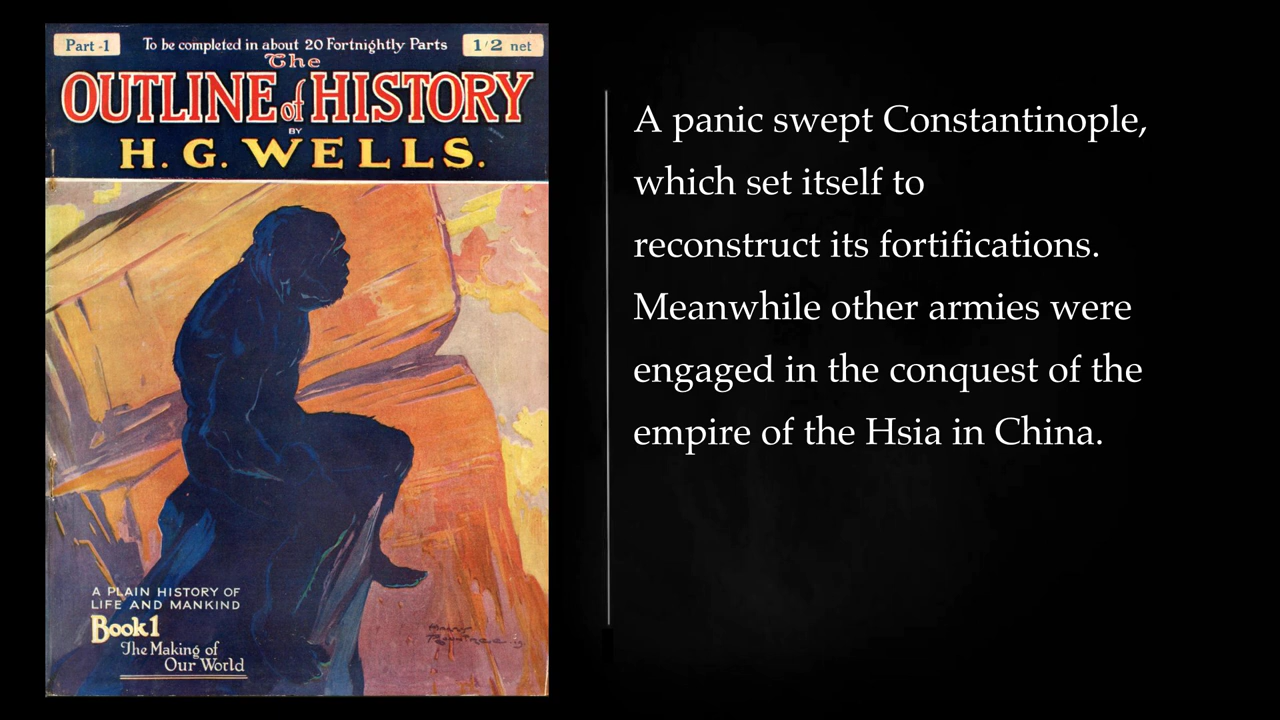 Part -1
To be completed in about 20 Fortnightly Parts
1/2 net
The
OUTLINE of HISTORY
BY
H. G. WELLS.
A PLAIN HISTORY OF
LIFE AND MANKIND
Book 1
The Making of
Our World
A panic swept Constantinople,
which set itself to
reconstruct its fortifications.
Meanwhile other armies were
engaged in the conquest of the
empire of the Hsia in China.